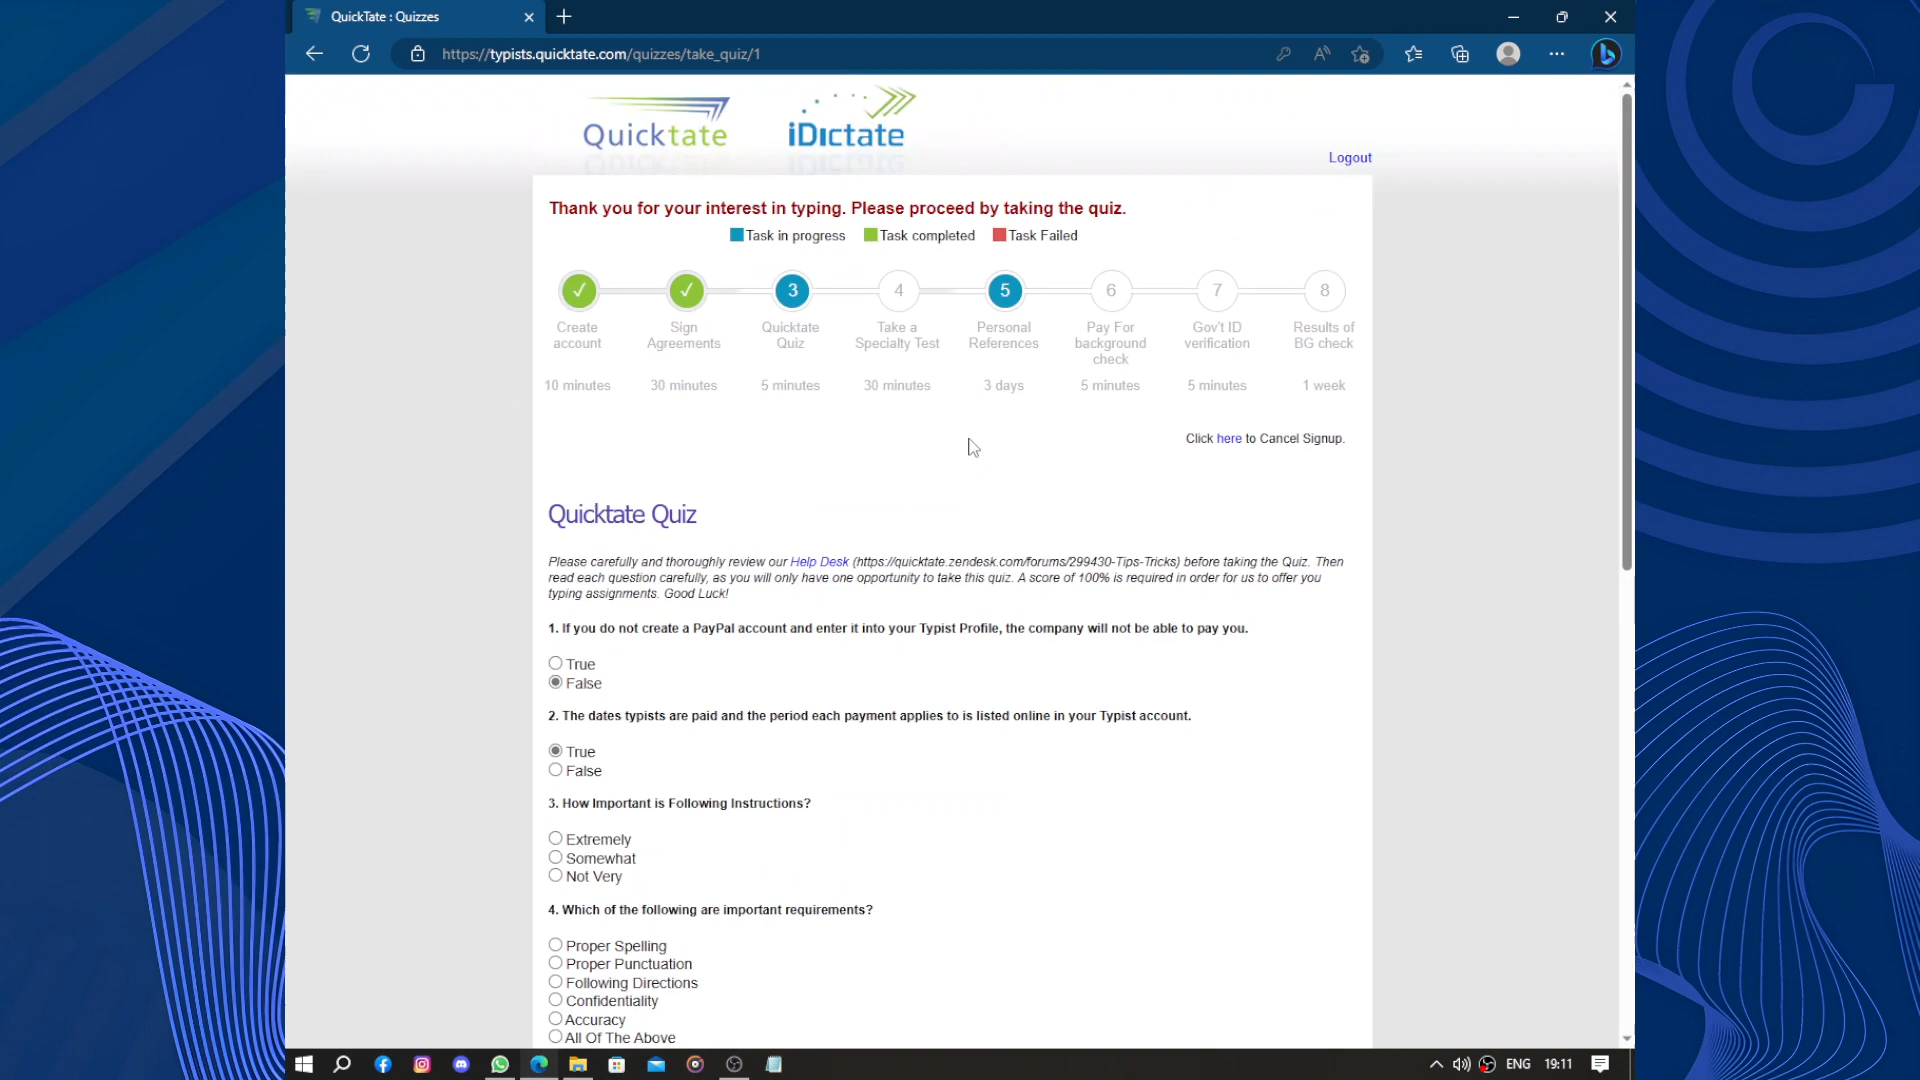 QuickTate : Quizzes
https://typists.quicktate.com/quizzes/take_quiz/1
Quicktate iDictate
Logout
Thank you for your interest in typing. Please proceed by taking the quiz.
Task in progress Task completed Task Failed
3 4 5 6 7 8
Create account
Sign Agreements
Quicktate Quiz
Take a Specialty Test
Personal References
Pay For background check
Gov't ID verification
Results of BG check
10 minutes 30 minutes 5 minutes 30 minutes 3 days 5 minutes 5 minutes 1 week
Click here to Cancel Signup.
Quicktate Quiz
Please carefully and thoroughly review our Help Desk (https://quicktate.zendesk.com/forums/299430-Tips-Tricks) before taking the Quiz. Then
read each question carefully, as you will only have one opportunity to take this quiz. A score of 100% is required in order for us to offer you
typing assignments. Good Luck!
1. If you do not create a PayPal account and enter it into your Typist Profile, the company will not be able to pay you.
True
False
2. The dates typists are paid and the period each payment applies to is listed online in your Typist account.
True
False
3. How Important is Following Instructions?
Extremely
Somewhat
Not Very
4. Which of the following are important requirements?
Proper Spelling
Proper Punctuation
Following Directions
Confidentiality
Accuracy
All Of The Above
ENG 19:11